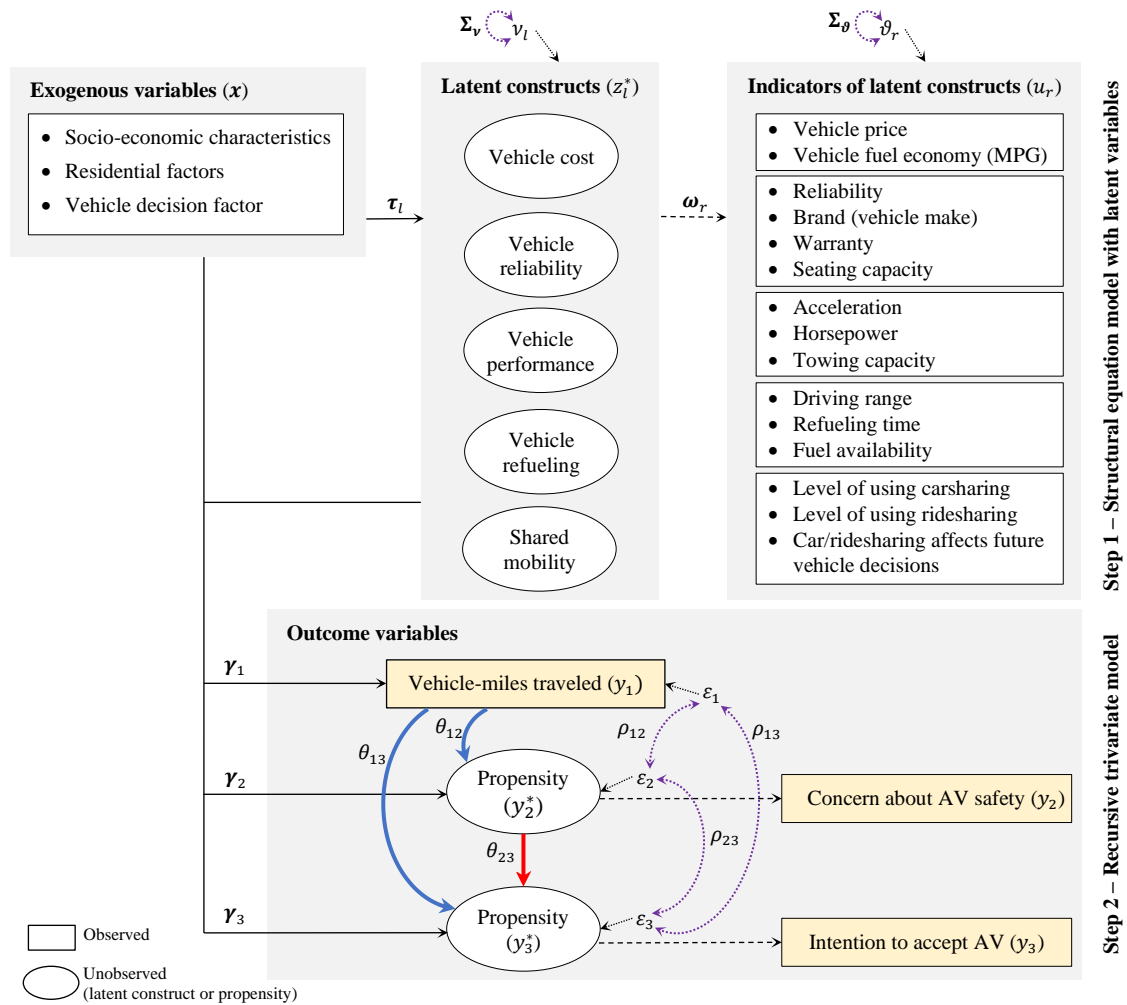 Σ_ν ν_l
Σ_ϑ ϑ_r
Exogenous variables (x)
• Socio-economic characteristics
• Residential factors
• Vehicle decision factor
τ_l
Latent constructs (z_l^*)
Vehicle cost
Vehicle
reliability
Vehicle
performance
Vehicle
refueling
Shared
mobility
ω_r
Indicators of latent constructs (u_r)
• Vehicle price
• Vehicle fuel economy (MPG)
• Reliability
• Brand (vehicle make)
• Warranty
• Seating capacity
• Acceleration
• Horsepower
• Towing capacity
• Driving range
• Refueling time
• Fuel availability
• Level of using carsharing
• Level of using ridesharing
• Car/ridesharing affects future
vehicle decisions
Step 1 – Structural equation model with latent variables
Outcome variables
γ_1
Vehicle-miles traveled (y_1)
ε_1
θ_12
θ_13
ρ_12
ρ_13
γ_2
Propensity
(y_2^*)
ε_2
Concern about AV safety (y_2)
θ_23
ρ_23
γ_3
Propensity
(y_3^*)
ε_3
Intention to accept AV (y_3)
Step 2 – Recursive trivariate model
Observed
Unobserved
(latent construct or propensity)